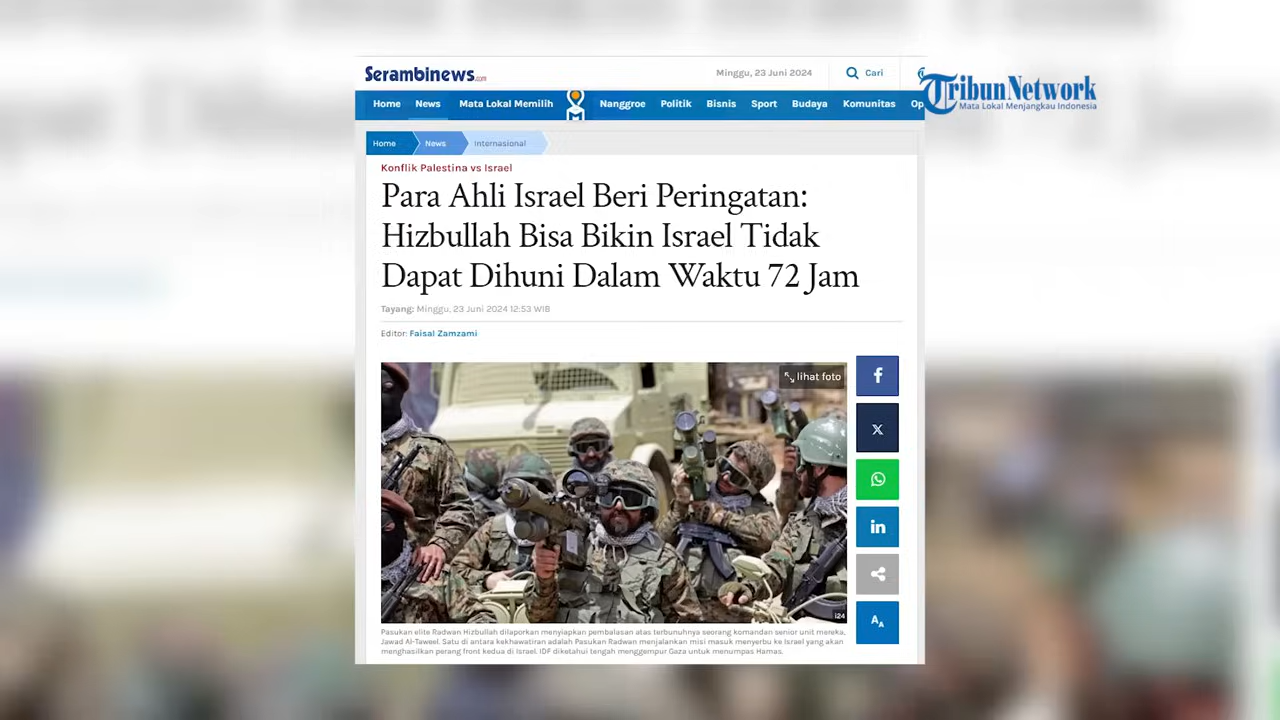 Serambinews.com
Minggu, 23 Juni 2024
Cari
TribunNetwork
Mata Lokal Menjangkau Indonesia
Home News Mata Lokal Memilih Nanggroe Politik Bisnis Sport Budaya Komunitas Op
Home News Internasional
Konflik Palestina vs Israel
Para Ahli Israel Beri Peringatan:
Hizbullah Bisa Bikin Israel Tidak
Dapat Dihuni Dalam Waktu 72 Jam
Tayang: Minggu, 23 Juni 2024 12:53 WIB
Editor: Faisal Zamzami
lihat foto
i24
Pasukan elite Radwan Hizbullah dilaporkan menyiapkan pembalasan atas terbunuhnya seorang komandan senior unit mereka,
Jawad Al-Taweel. Satu di antara kekhawatiran adalah Pasukan Radwan menjalankan misi masuk menyerbu ke Israel yang akan
menghasilkan perang front kedua di Israel. IDF diketahui tengah menggempur Gaza untuk menumpas Hamas.